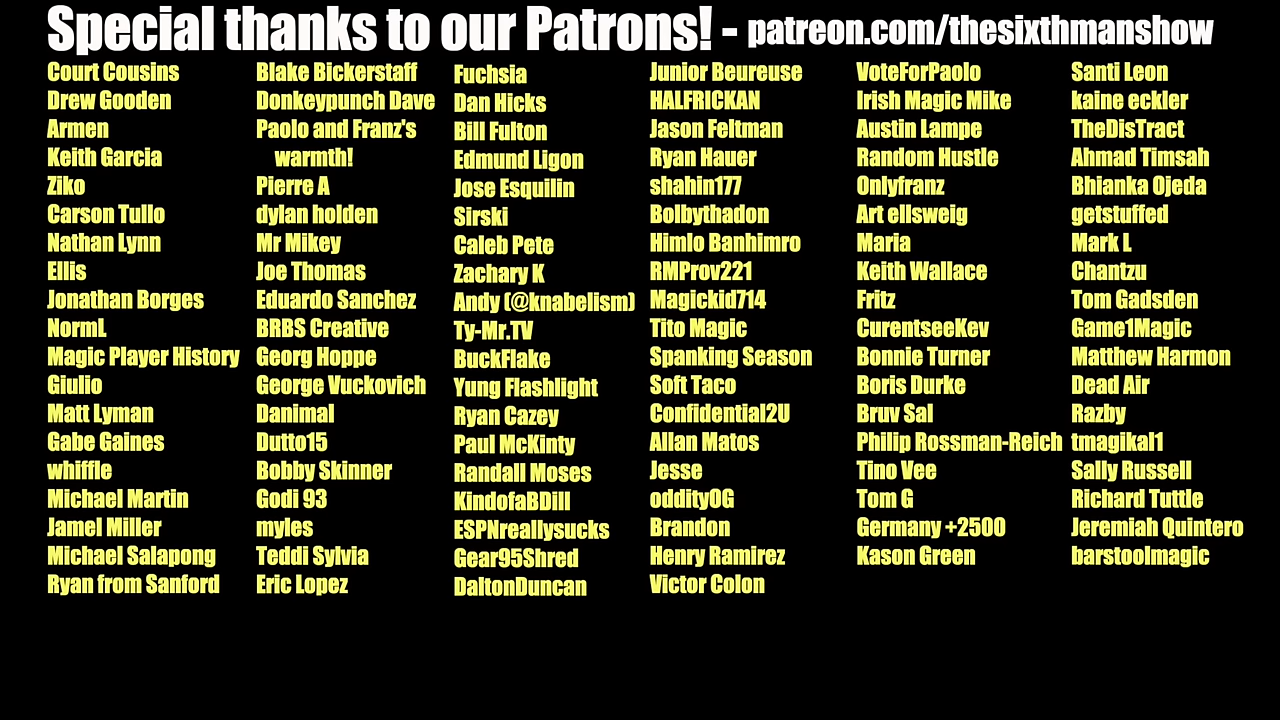 Special thanks to our Patrons! - patreon.com/thesixthmanshow
Court Cousins
Drew Gooden
Armen
Keith Garcia
Ziko
Carson Tullo
Nathan Lynn
Ellis
Jonathan Borges
NormL
Magic Player History
Giulio
Matt Lyman
Gabe Gaines
whiffle
Michael Martin
Jamel Miller
Michael Salapong
Ryan from Sanford
Blake Bickerstaff
Donkeypunch Dave
Paolo and Franz's
warmth!
Pierre A
dylan holden
Mr Mikey
Joe Thomas
Eduardo Sanchez
BRBS Creative
Georg Hoppe
George Vuckovich
Danimal
Dutto15
Bobby Skinner
Godi 93
myles
Teddi Sylvia
Eric Lopez
Fuchsia
Dan Hicks
Bill Fulton
Edmund Ligon
Jose Esquilin
Sirski
Caleb Pete
Zachary K
Andy (@knabelism)
Ty-Mr.TV
BuckFlake
Yung Flashlight
Ryan Cazey
Paul McKinty
Randall Moses
KindofaBDill
ESPNreallysucks
Gear95Shred
DaltonDuncan
Junior Beureuse
HALFRICKAN
Jason Feltman
Ryan Hauer
shahin177
Bolbythadon
Himlo Banhimro
RMProv221
Magickid714
Tito Magic
Spanking Season
Soft Taco
Confidential2U
Allan Matos
Jesse
oddityOG
Brandon
Henry Ramirez
Victor Colon
VoteForPaolo
Irish Magic Mike
Austin Lampe
Random Hustle
Onlyfranz
Art ellsweig
Maria
Keith Wallace
Fritz
CurentseeKev
Bonnie Turner
Boris Durke
Bruv Sal
Philip Rossman-Reich
Tino Vee
Tom G
Germany +2500
Kason Green
Santi Leon
kaine eckler
TheDisTract
Ahmad Timsah
Bhianka Ojeda
getstuffed
Mark L
Chantzu
Tom Gadsden
Game1Magic
Matthew Harmon
Dead Air
Razby
tmagikal1
Sally Russell
Richard Tuttle
Jeremiah Quintero
barstoolmagic